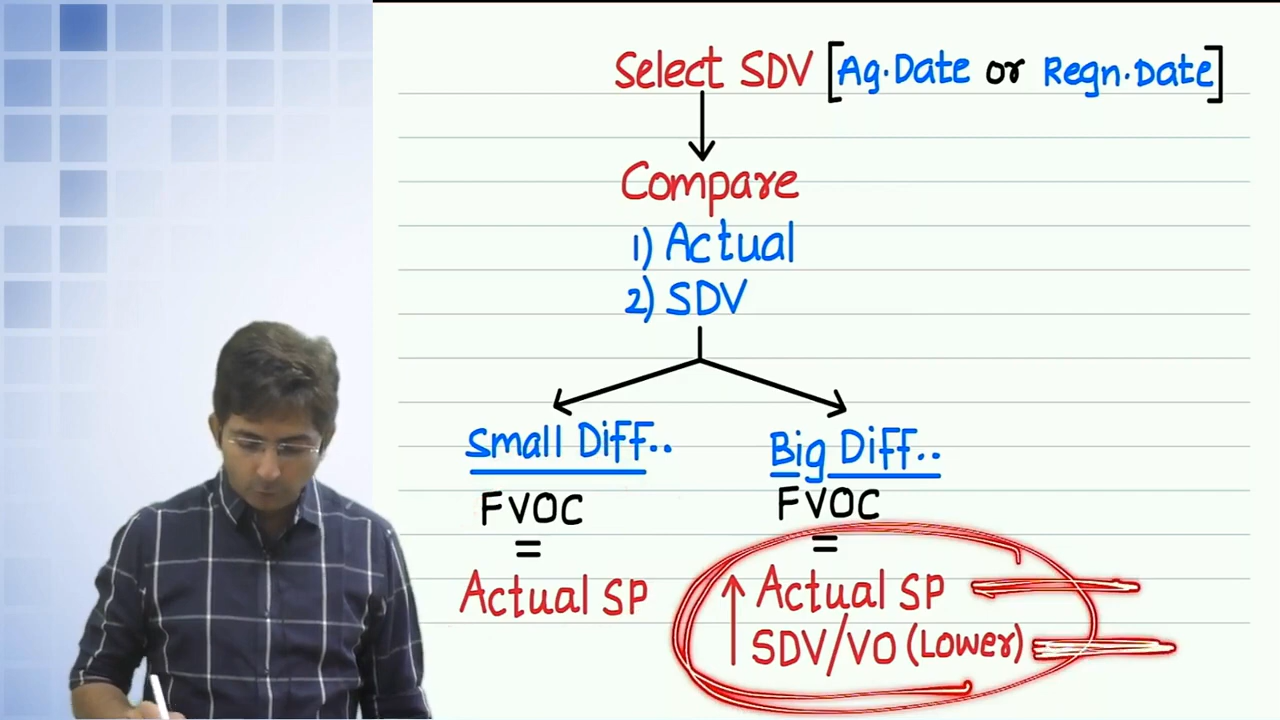 Select SDV [Ag.Date or Regn.Date]
Compare
1) Actual
2) SDV
Small Diff..
Big Diff..
FVOC
FVOC
=
=
Actual SP
Actual SP
SDV/VO (Lower)